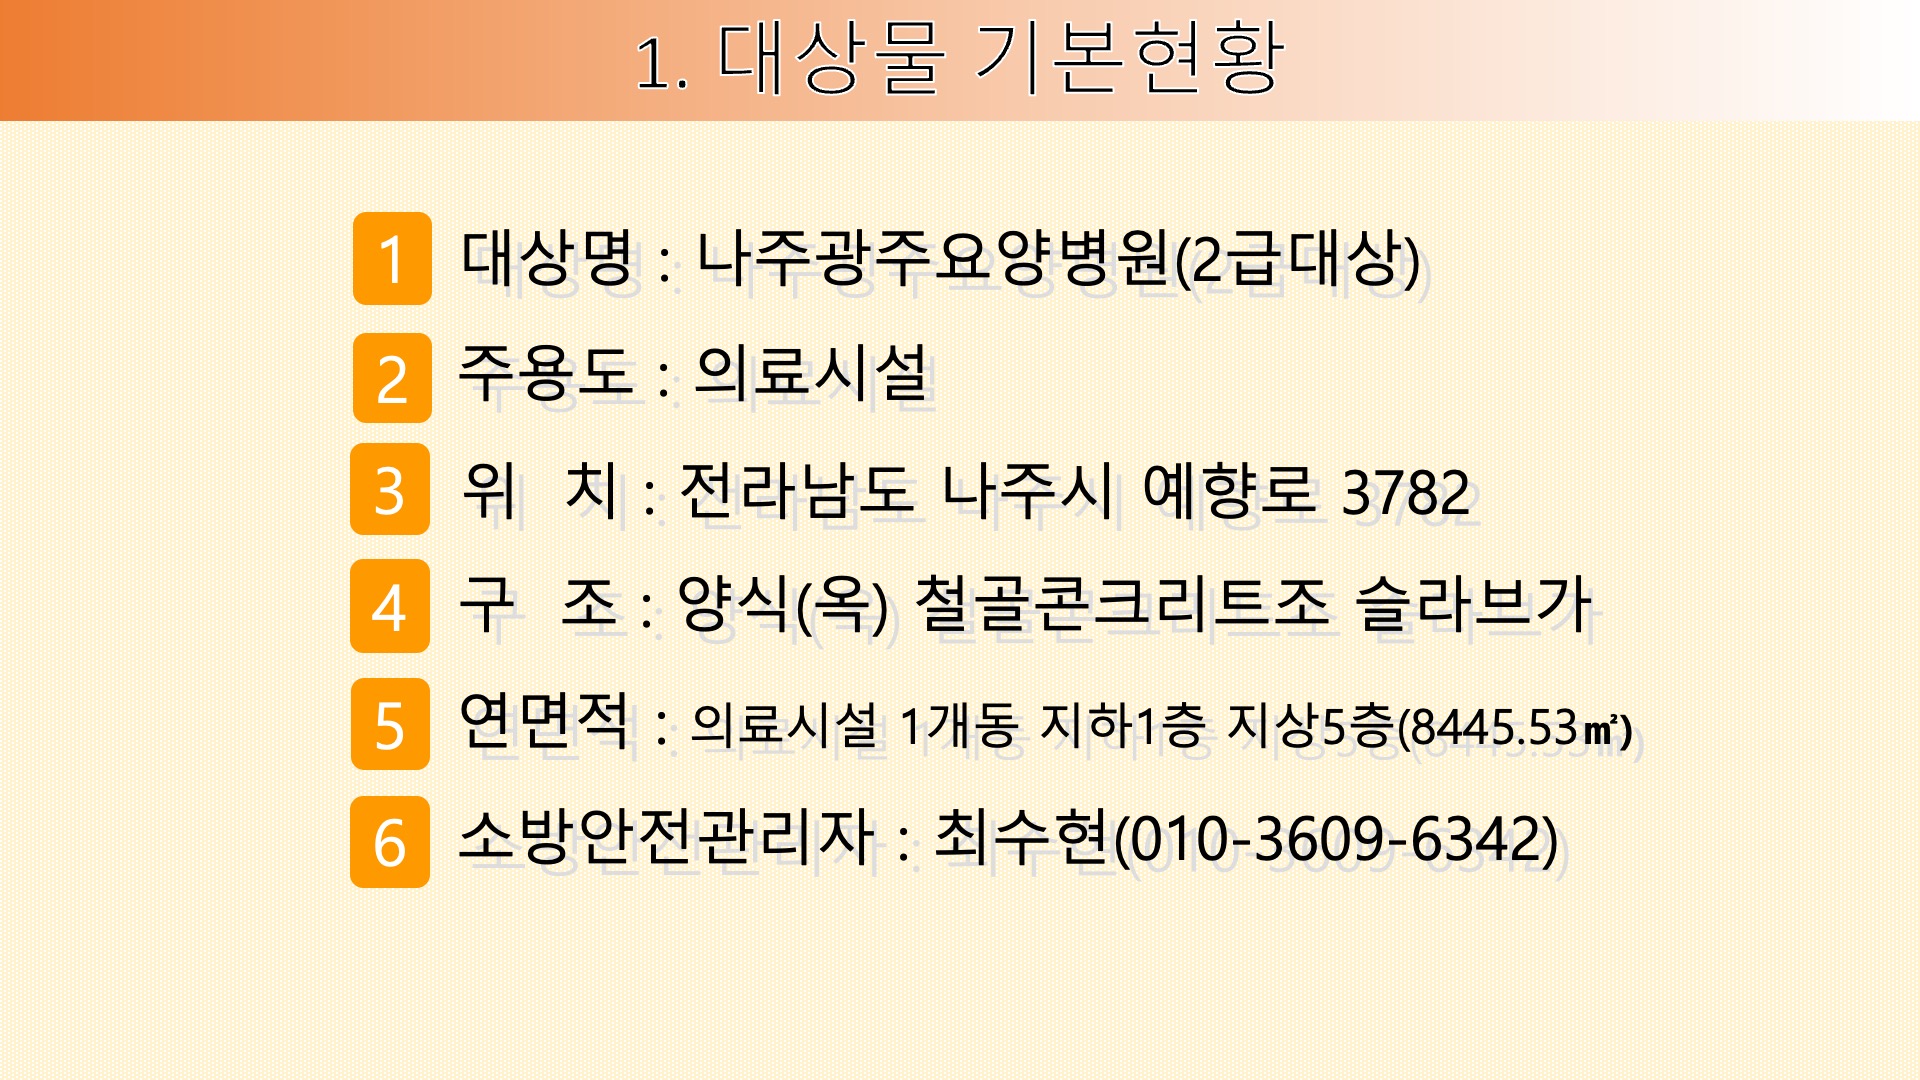 1. 대상물 기본현황
1 대상명 : 나주광주요양병원(2급대상)
2 주용도 : 의료시설
3 위 치 : 전라남도 나주시 예향로 3782
4 구 조 : 양식(옥) 철골콘크리트조 슬라브가
5 연면적 : 의료시설 1개동 지하1층 지상5층(8445.53㎡)
6 소방안전관리자 : 최수현(010-3609-6342)